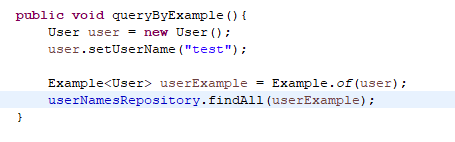 public void queryByExample(){
    User user = new User();
    user.setUserName("test");
    Example<User> userExample = Example.of(user);
    userNamesRepository.findAll(userExample);
}